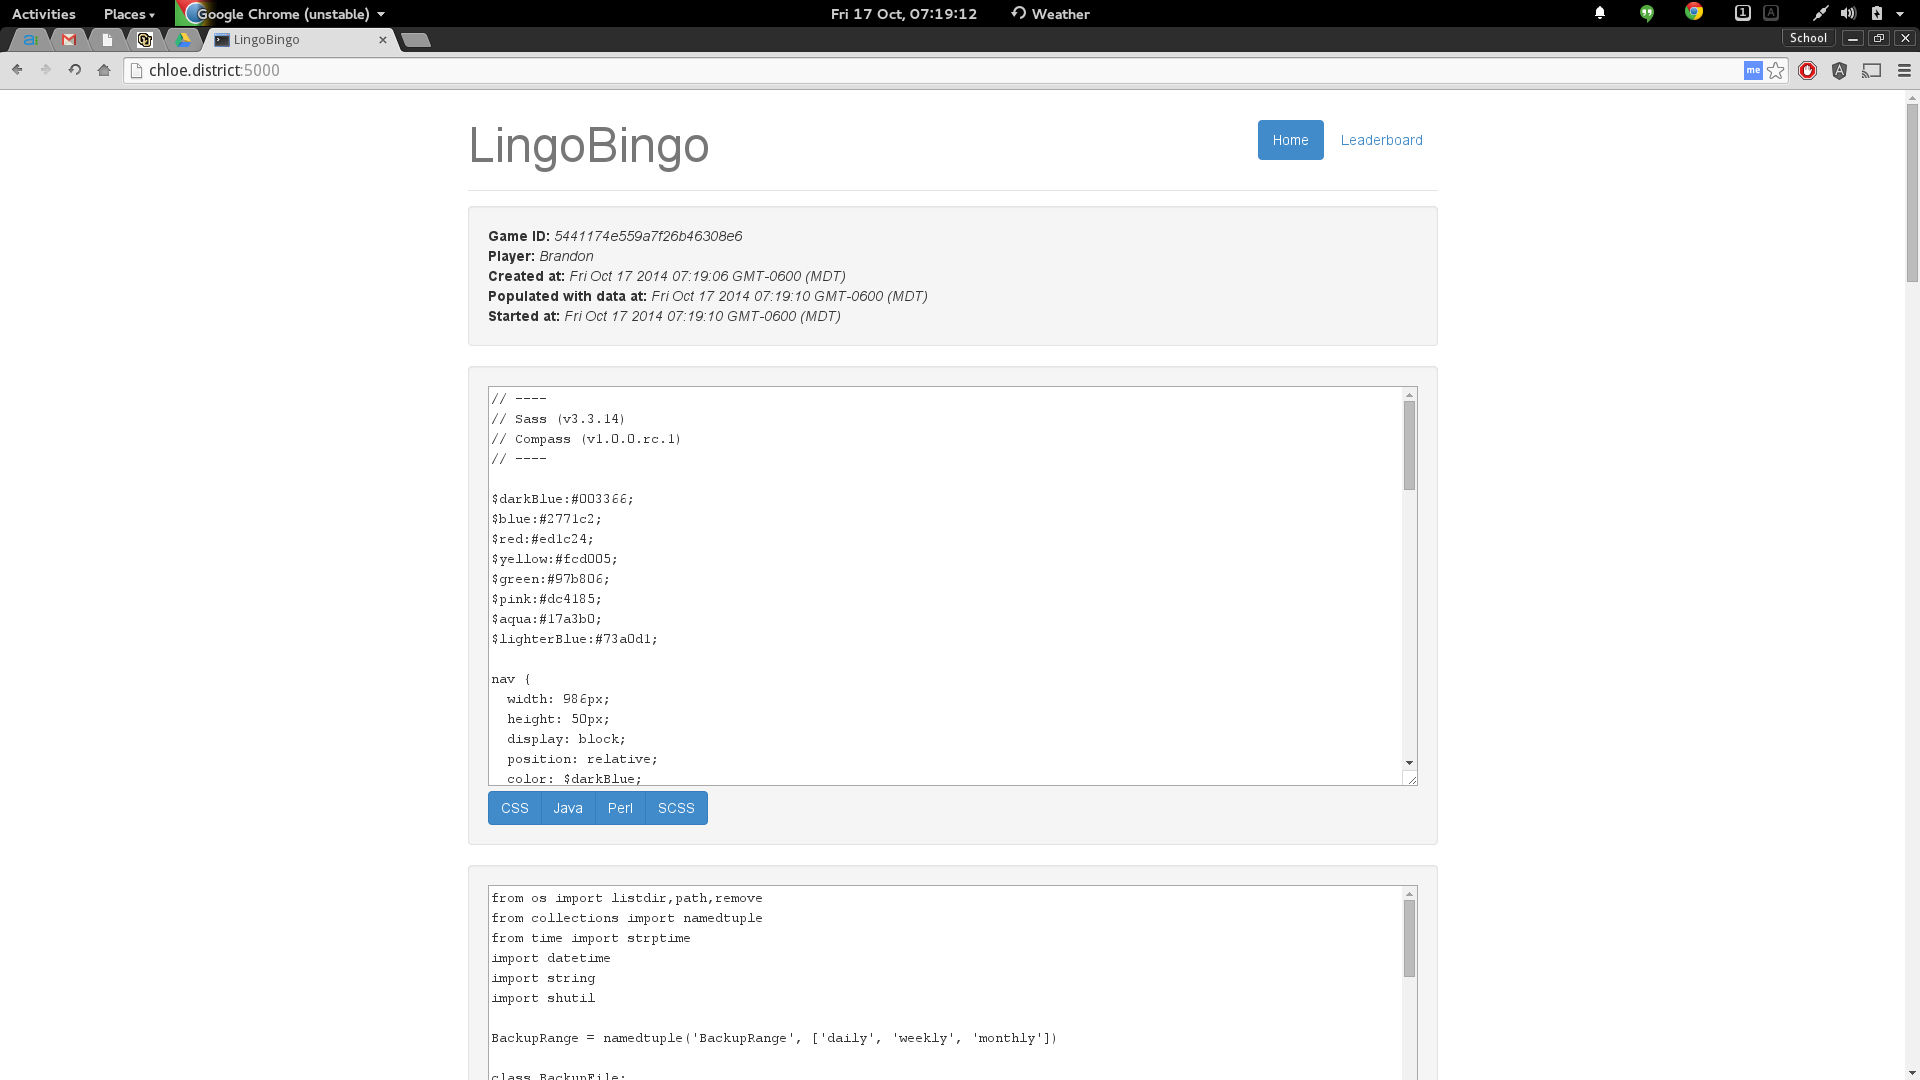 Activities Places Google Chrome (unstable) Fri 17 Oct, 07:19:12 Weather 1 A
LingoBingo School
chloe.district:5000 me
LingoBingo Home Leaderboard
Game ID: 5441174e559a7f26b46308e6
Player: Brandon
Created at: Fri Oct 17 2014 07:19:06 GMT-0600 (MDT)
Populated with data at: Fri Oct 17 2014 07:19:10 GMT-0600 (MDT)
Started at: Fri Oct 17 2014 07:19:10 GMT-0600 (MDT)
// ----
// Sass (v3.3.14)
// Compass (v1.0.0.rc.1)
// ----
$darkBlue:#003366;
$blue:#2771c2;
$red:#ed1c24;
$yellow:#fcd005;
$green:#97b806;
$pink:#dc4185;
$aqua:#17a3b0;
$lighterBlue:#73a0d1;
nav {
width: 986px;
height: 50px;
display: block;
position: relative;
color: $darkBlue;
CSS Java Perl SCSS
from os import listdir,path,remove
from collections import namedtuple
from time import strptime
import datetime
import string
import shutil
BackupRange = namedtuple('BackupRange', ['daily', 'weekly', 'monthly'])
class BackupFile: